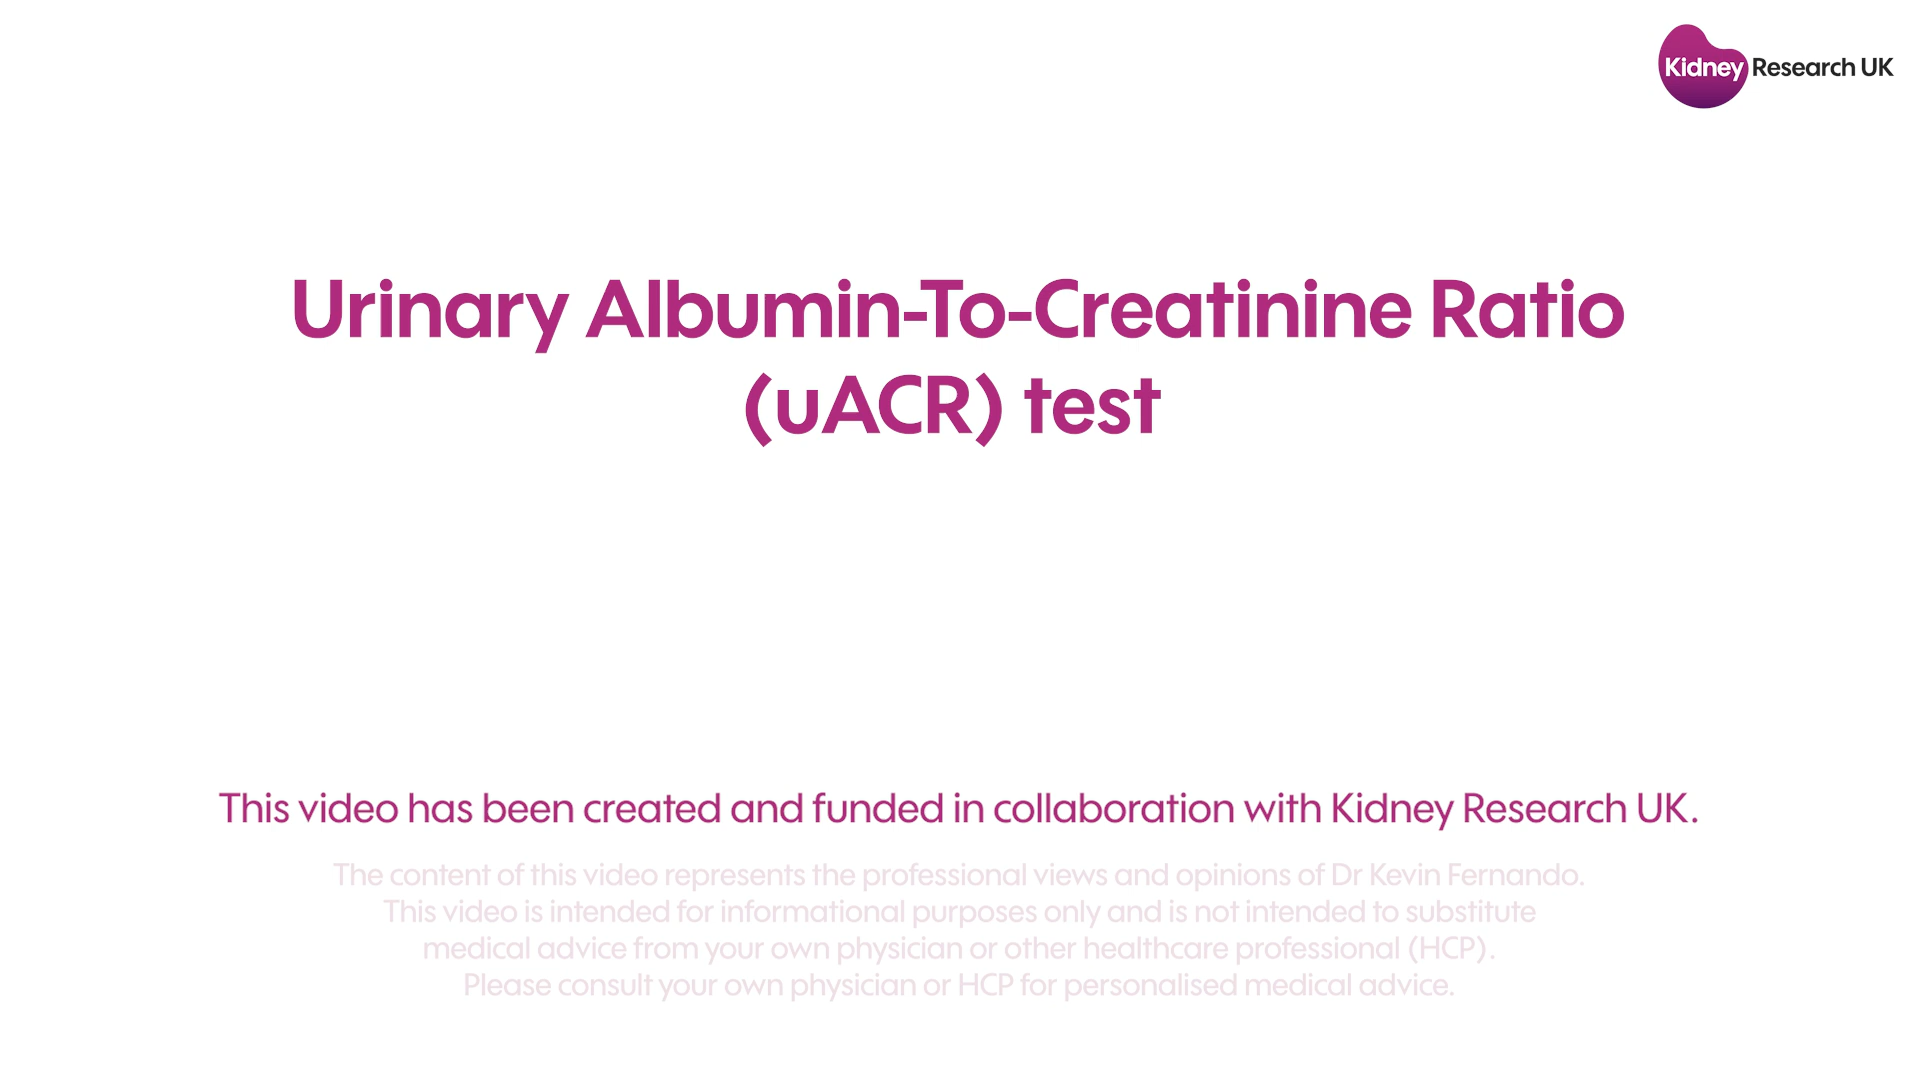 Kidney Research UK
Urinary Albumin-To-Creatinine Ratio
(uACR) test
This video has been created and funded in collaboration with Kidney Research UK.
The content of this video represents the professional views and opinions of Dr Kevin Fernando.
This video is intended for informational purposes only and is not intended to substitute
medical advice from your own physician or other healthcare professional (HCP).
Please consult your own physician or HCP for personalised medical advice.